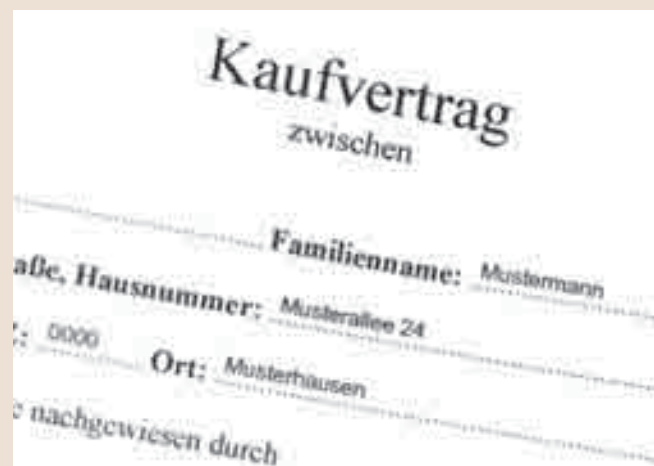 Kaufvertrag
zwischen
Familienname: Mustermann
aße, Hausnummer: Musterallee 24
: 0000 Ort: Musterhausen
e nachgewiesen durch